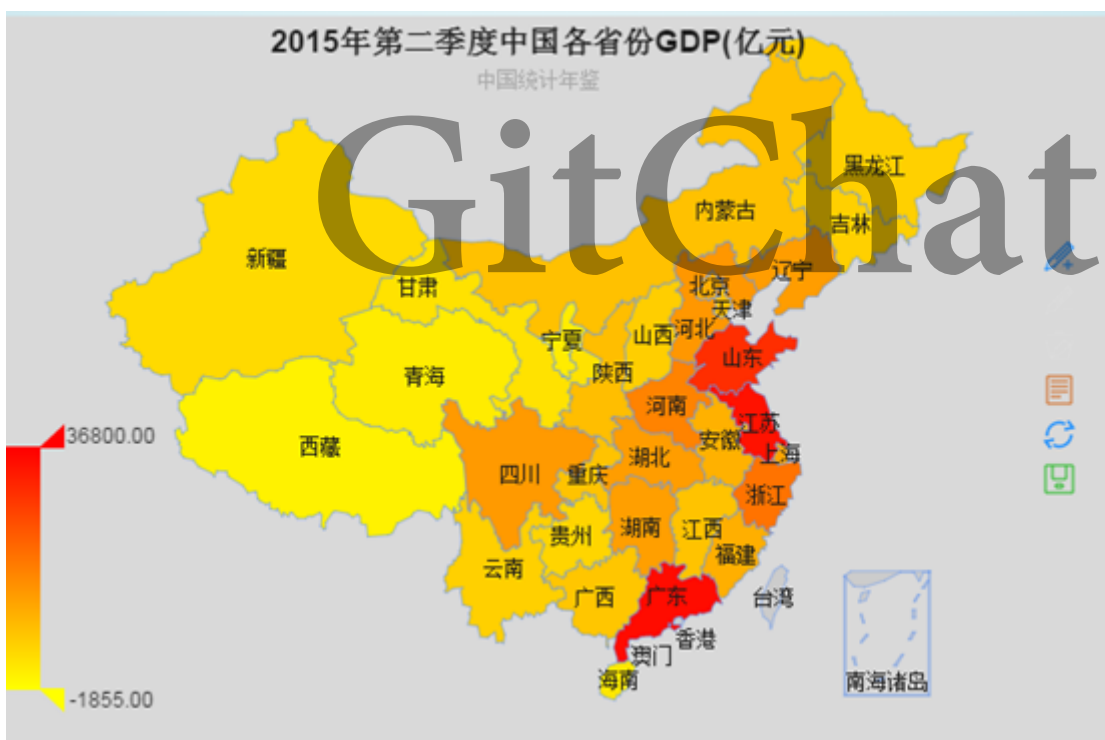 2015年第二季度中国各省份GDP(亿元)
中国统计年鉴
GitChat
黑龙江
内蒙古
吉林
新疆
辽宁
甘肃
北京
天津
宁夏
山西
河北
山东
陕西
青海
河南
江苏
安徽
36800.00
西藏
上海
湖北
四川
重庆
浙江
湖南
江西
贵州
福建
云南
广西
广东
台湾
香港
澳门
海南
南海诸岛
-1855.00